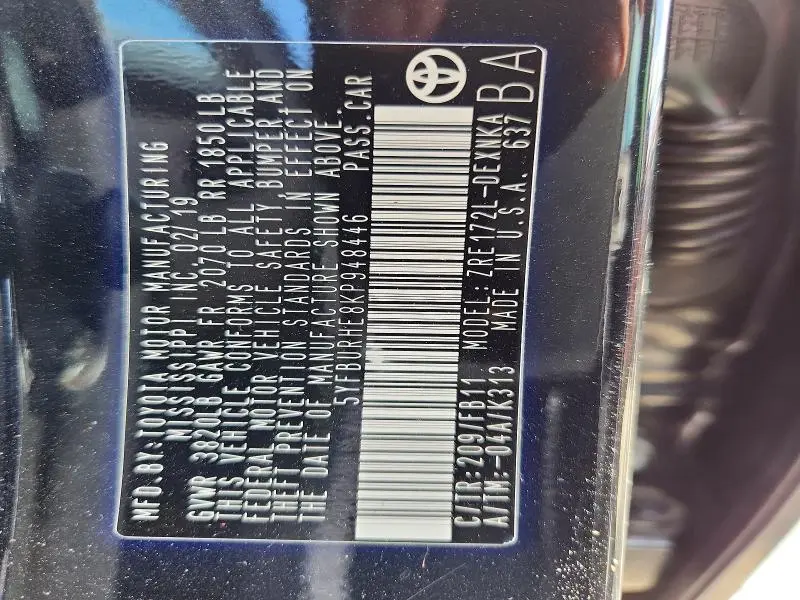 MFD.BY:TOYOTA MOTOR MANUFACTURING
MISSISSIPPI, INC. 02/19
GVWR 3820LB GAWR FR 2070 LB RR 1850LB
THIS VEHICLE CONFORMS TO ALL APPLICABLE
FEDERAL MOTOR VEHICLE SAFETY, BUMPER AND
THEFT PREVENTION STANDARDS IN EFFECT ON
THE DATE OF MANUFACTURE SHOWN ABOVE.
5YFBURHE8KP948446 PASS.CAR
C/TR:209/FB11 MODEL:ZRE172L-DEXNKA
A/TM:-04A/K313 MADE IN U.S.A. 637 BA